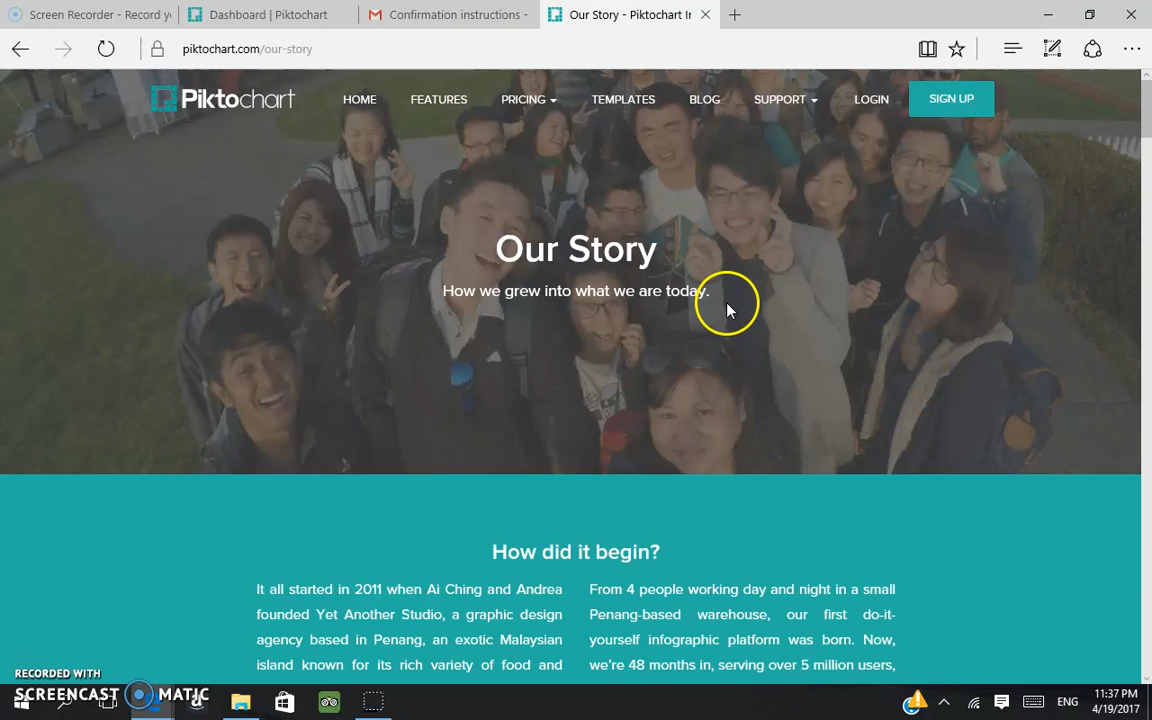 Screen Recorder - Record y
Dashboard | Piktochart
Confirmation instructions -
Our Story - Piktochart Ir
piktochart.com/our-story
Piktochart
HOME
FEATURES
PRICING
TEMPLATES
BLOG
SUPPORT
LOGIN
SIGN UP
Our Story
How we grew into what we are today.
How did it begin?
It all started in 2011 when Ai Ching and Andrea
founded Yet Another Studio, a graphic design
agency based in Penang, an exotic Malaysian
island known for its rich variety of food and
From 4 people working day and night in a small
Penang-based warehouse, our first do-it-
yourself infographic platform was born. Now,
we're 48 months in, serving over 5 million users,
RECORDED WITH
SCREENCAST MATIC
ENG
11:37 PM
4/19/2017